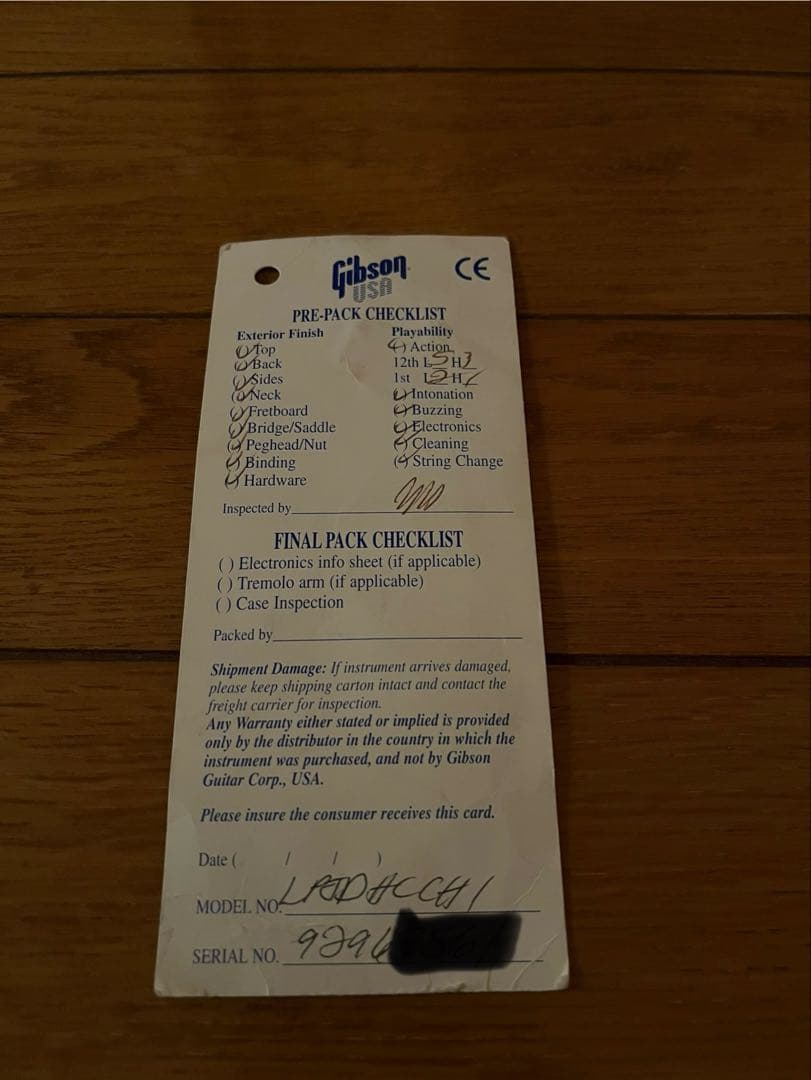 Gibson CE
USA
PRE-PACK CHECKLIST
Exterior Finish Playability
( ) Top ( ) Action
( ) Back 12th L 5 H 3
( ) Sides 1st L 2 H 1
( ) Neck ( ) Intonation
( ) Fretboard ( ) Buzzing
( ) Bridge/Saddle ( ) Electronics
( ) Peghead/Nut ( ) Cleaning
( ) Binding ( ) String Change
( ) Hardware
Inspected by
FINAL PACK CHECKLIST
( ) Electronics info sheet (if applicable)
( ) Tremolo arm (if applicable)
( ) Case Inspection
Packed by
Shipment Damage: If instrument arrives damaged,
please keep shipping carton intact and contact the
freight carrier for inspection.
Any Warranty either stated or implied is provided
only by the distributor in the country in which the
instrument was purchased, and not by Gibson
Guitar Corp., USA.
Please insure the consumer receives this card.
Date ( / / )
MODEL NO.
SERIAL NO. 9296